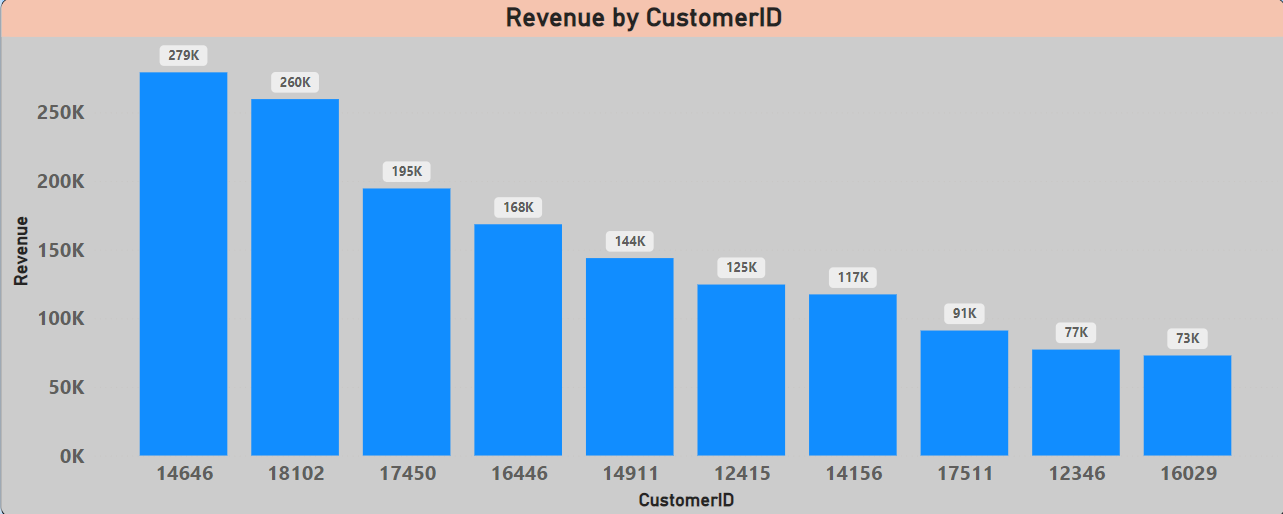 Revenue by CustomerID
279K
260K
250K
200K
195K
168K
150K
144K
125K
117K
100K
91K
77K
73K
50K
0K
Revenue
14646 18102 17450 16446 14911 12415 14156 17511 12346 16029
CustomerID